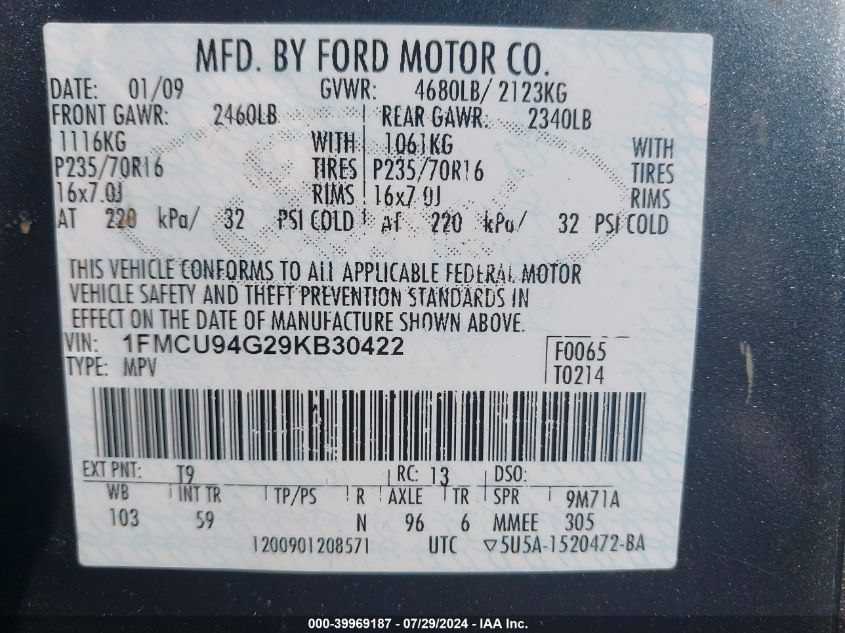 MFD. BY FORD MOTOR CO.
DATE: 01/09 GVWR: 4680LB/ 2123KG
FRONT GAWR: 2460LB REAR GAWR: 2340LB
1116KG WITH 1061KG WITH
P235/70R16 TIRES P235/70R16 TIRES
16x7.0J RIMS 16x7.0J RIMS
AT 220 kPa/ 32 PSI COLD AT 220 kPa/ 32 PSI COLD
THIS VEHICLE CONFORMS TO ALL APPLICABLE FEDERAL MOTOR
VEHICLE SAFETY AND THEFT PREVENTION STANDARDS IN
EFFECT ON THE DATE OF MANUFACTURE SHOWN ABOVE.
VIN: 1FMCU94G29KB30422 F0065
TYPE: MPV T0214
EXT PNT: T9 RC: 13 DSO:
WB INT TR TP/PS R AXLE TR SPR 9M71A
103 59 N 96 6 MMEE 305
1200901208571 UTC ▽5U5A-1520472-BA
000-39969187 - 07/29/2024 - IAA Inc.